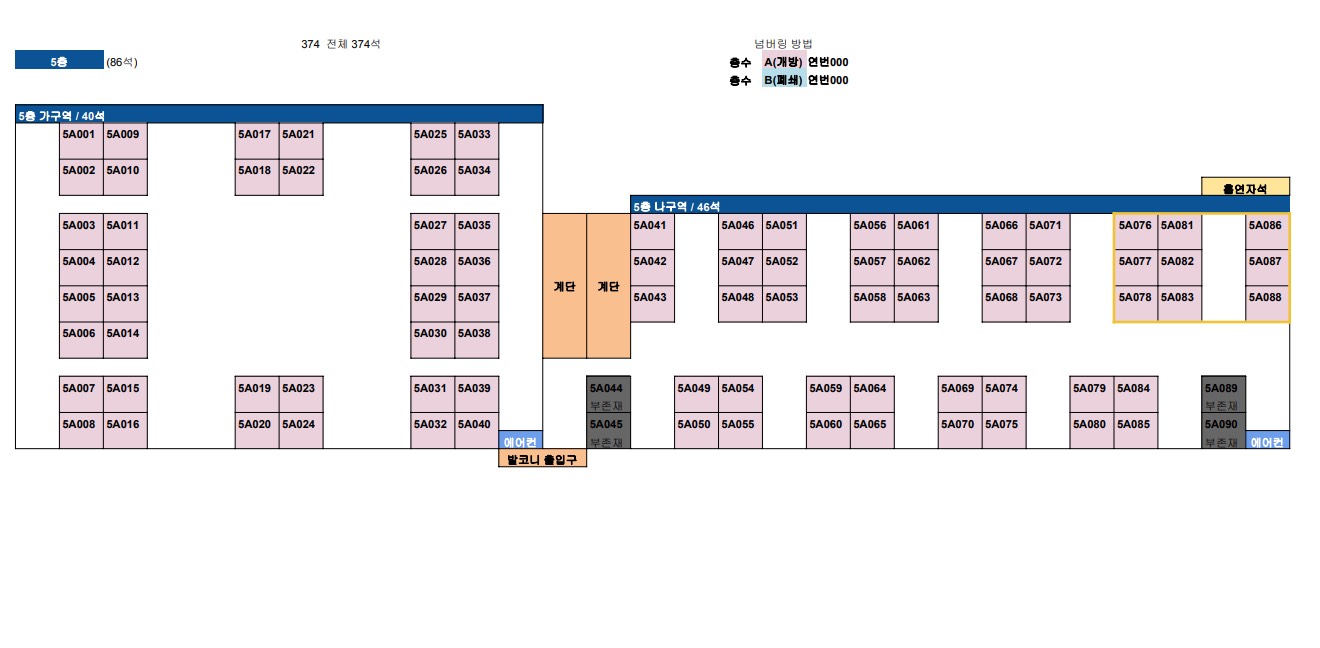 374 전체 374석
넘버링 방법
5층 (86석)
층수 A(개방) 연번000
층수 B(폐쇄) 연번000
5층 가구역 / 40석
5A001 5A009 5A017 5A021 5A025 5A033
5A002 5A010 5A018 5A022 5A026 5A034
흡연자석
5층 나구역 / 46석
5A003 5A011 5A027 5A035 5A041 5A046 5A051 5A056 5A061 5A066 5A071 5A076 5A081 5A086
5A004 5A012 5A028 5A036 5A042 5A047 5A052 5A057 5A062 5A067 5A072 5A077 5A082 5A087
계단 계단
5A005 5A013 5A029 5A037 5A043 5A048 5A053 5A058 5A063 5A068 5A073 5A078 5A083 5A088
5A006 5A014 5A030 5A038
5A007 5A015 5A019 5A023 5A031 5A039 5A044 5A049 5A054 5A059 5A064 5A069 5A074 5A079 5A084 5A089
부존재 부존재
5A008 5A016 5A020 5A024 5A032 5A040 5A045 5A050 5A055 5A060 5A065 5A070 5A075 5A080 5A085 5A090
에어컨 부존재 부존재 에어컨
발코니 출입구